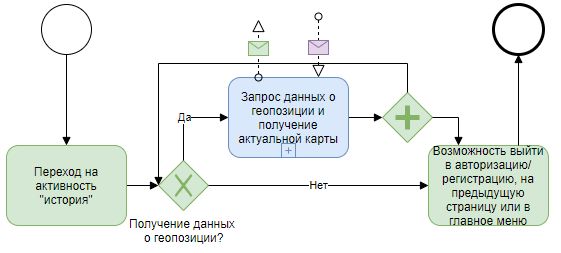 Запрос данных о
геопозиции и
получение
актуальной карты
Да
Переход на
активность
"история"
Нет
Возможность выйти
в авторизацию/
регистрацию, на
предыдущую
страницу или в
главное меню
Получение данных
о геопозиции?